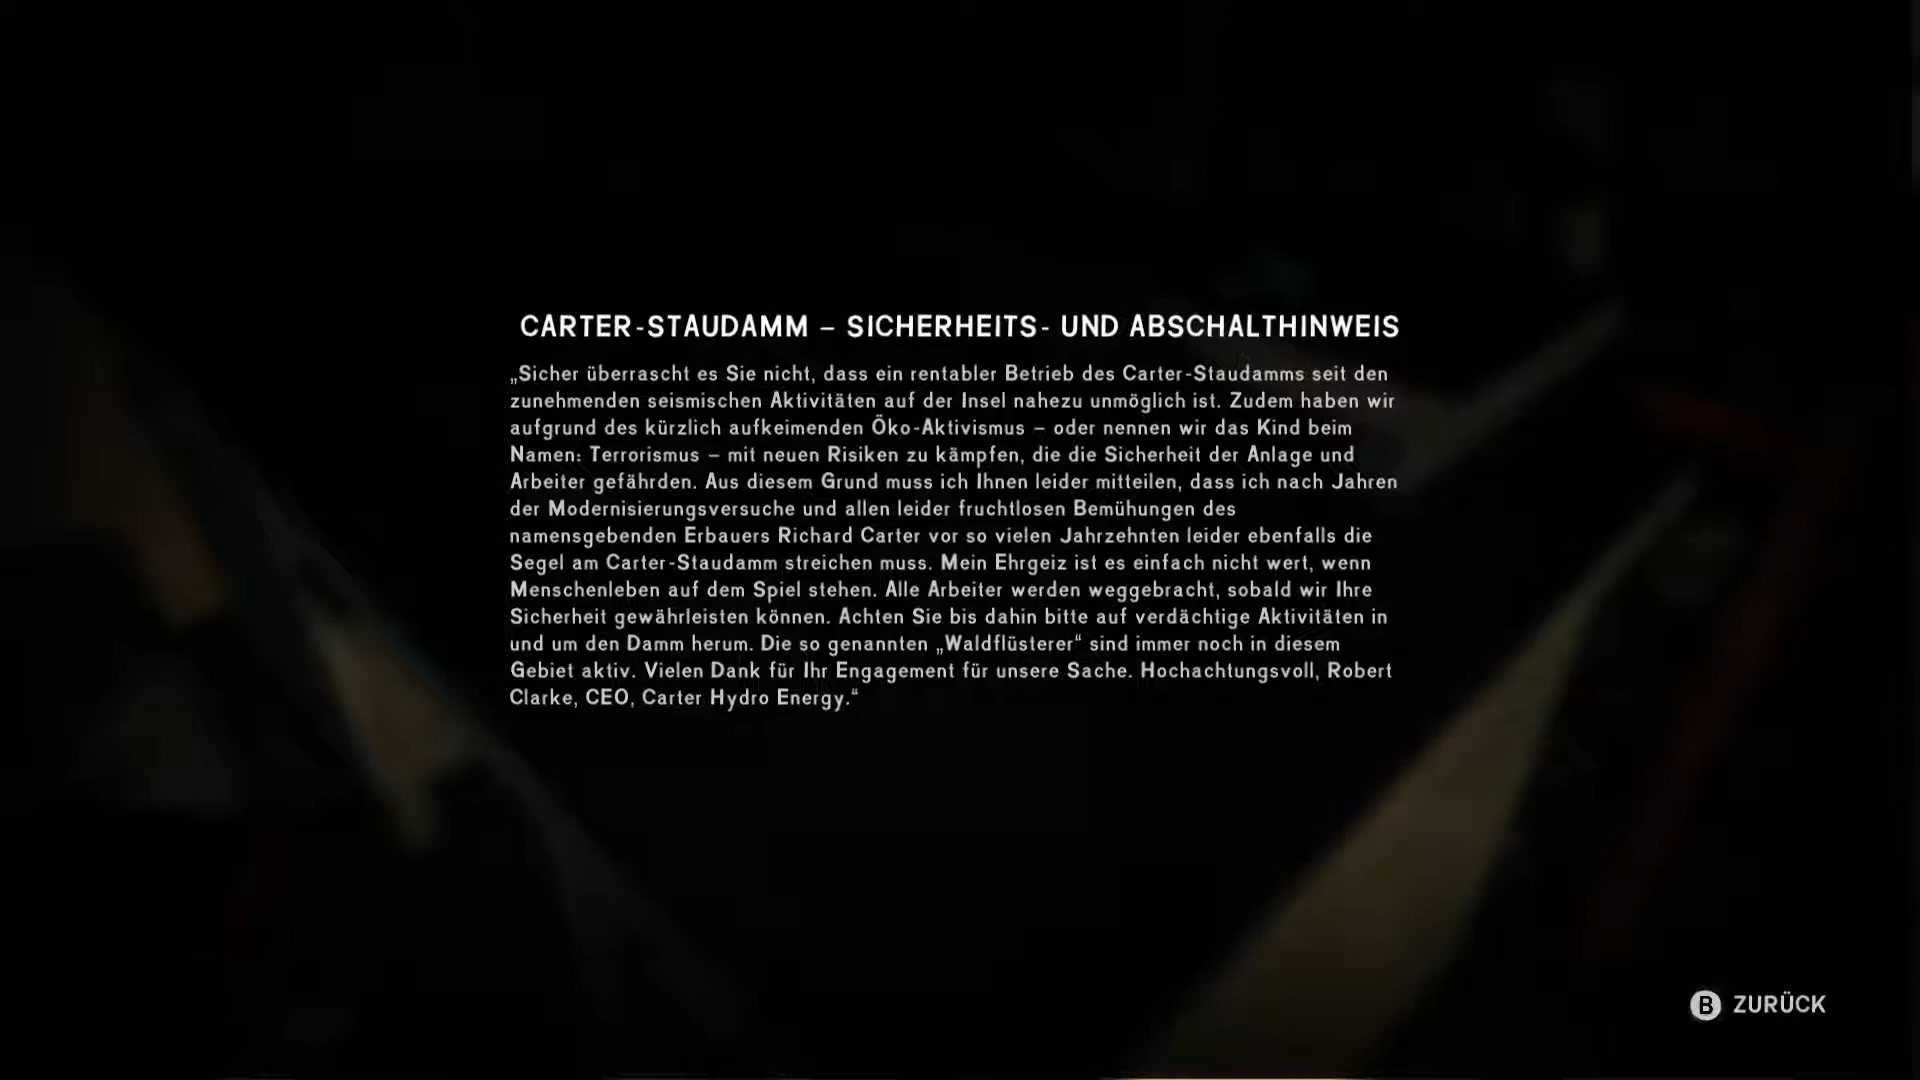 CARTER-STAUDAMM – SICHERHEITS- UND ABSCHALTHINWEIS
„Sicher überrascht es Sie nicht, dass ein rentabler Betrieb des Carter-Staudamms seit den
zunehmenden seismischen Aktivitäten auf der Insel nahezu unmöglich ist. Zudem haben wir
aufgrund des kürzlich aufkeimenden Öko-Aktivismus – oder nennen wir das Kind beim
Namen: Terrorismus – mit neuen Risiken zu kämpfen, die die Sicherheit der Anlage und
Arbeiter gefährden. Aus diesem Grund muss ich Ihnen leider mitteilen, dass ich nach Jahren
der Modernisierungsversuche und allen leider fruchtlosen Bemühungen des
namensgebenden Erbauers Richard Carter vor so vielen Jahrzehnten leider ebenfalls die
Segel am Carter-Staudamm streichen muss. Mein Ehrgeiz ist es einfach nicht wert, wenn
Menschenleben auf dem Spiel stehen. Alle Arbeiter werden weggebracht, sobald wir Ihre
Sicherheit gewährleisten können. Achten Sie bis dahin bitte auf verdächtige Aktivitäten in
und um den Damm herum. Die so genannten „Waldflüsterer“ sind immer noch in diesem
Gebiet aktiv. Vielen Dank für Ihr Engagement für unsere Sache. Hochachtungsvoll, Robert
Clarke, CEO, Carter Hydro Energy.“
B ZURÜCK